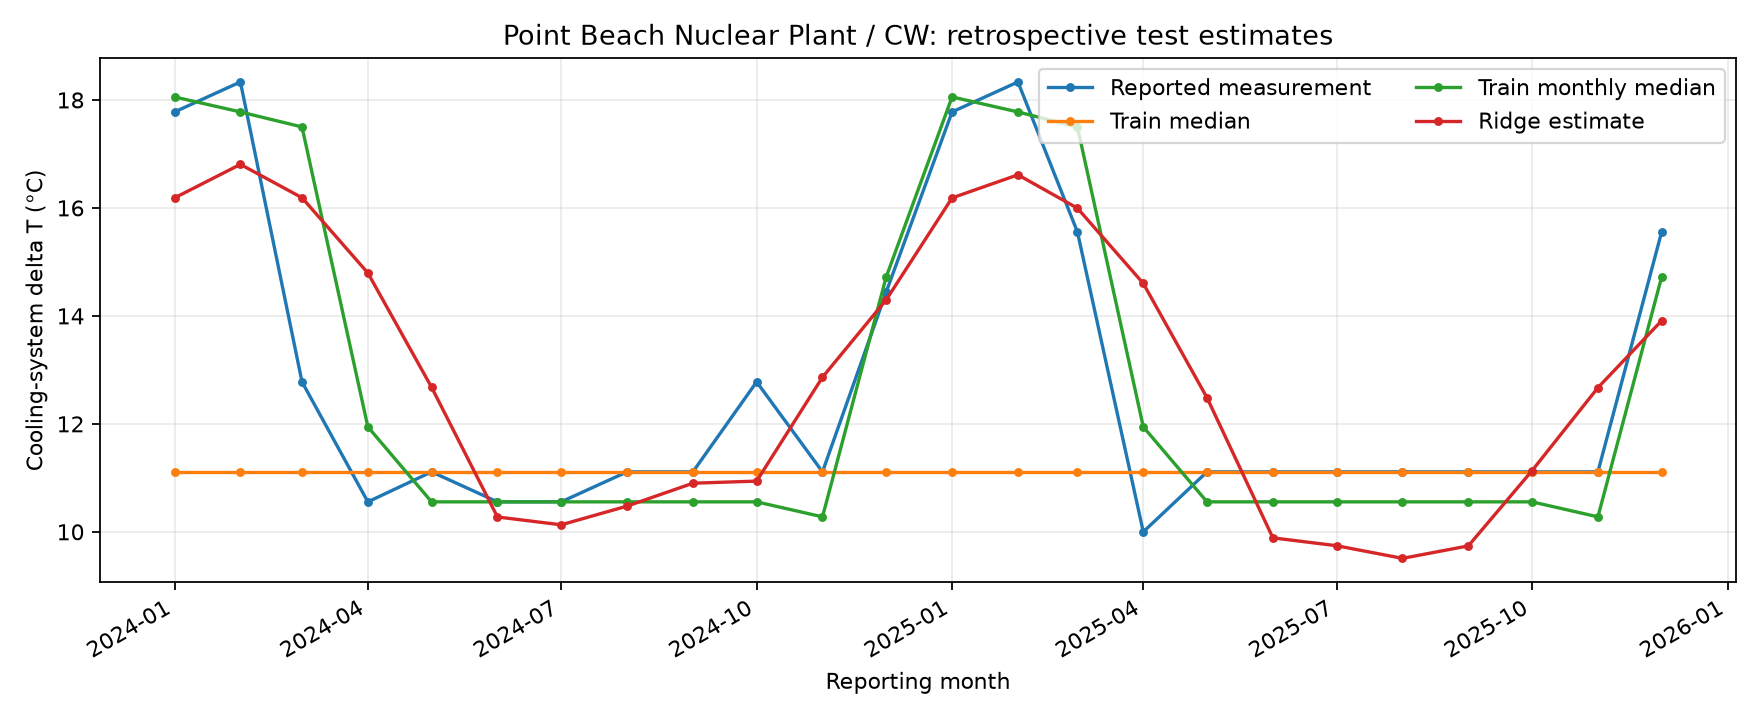 Point Beach Nuclear Plant / CW: retrospective test estimates
Reported measurement
Train median
Train monthly median
Ridge estimate
Cooling-system delta T (°C)
18
16
14
12
10
2024-01
2024-04
2024-07
2024-10
2025-01
2025-04
2025-07
2025-10
2026-01
Reporting month